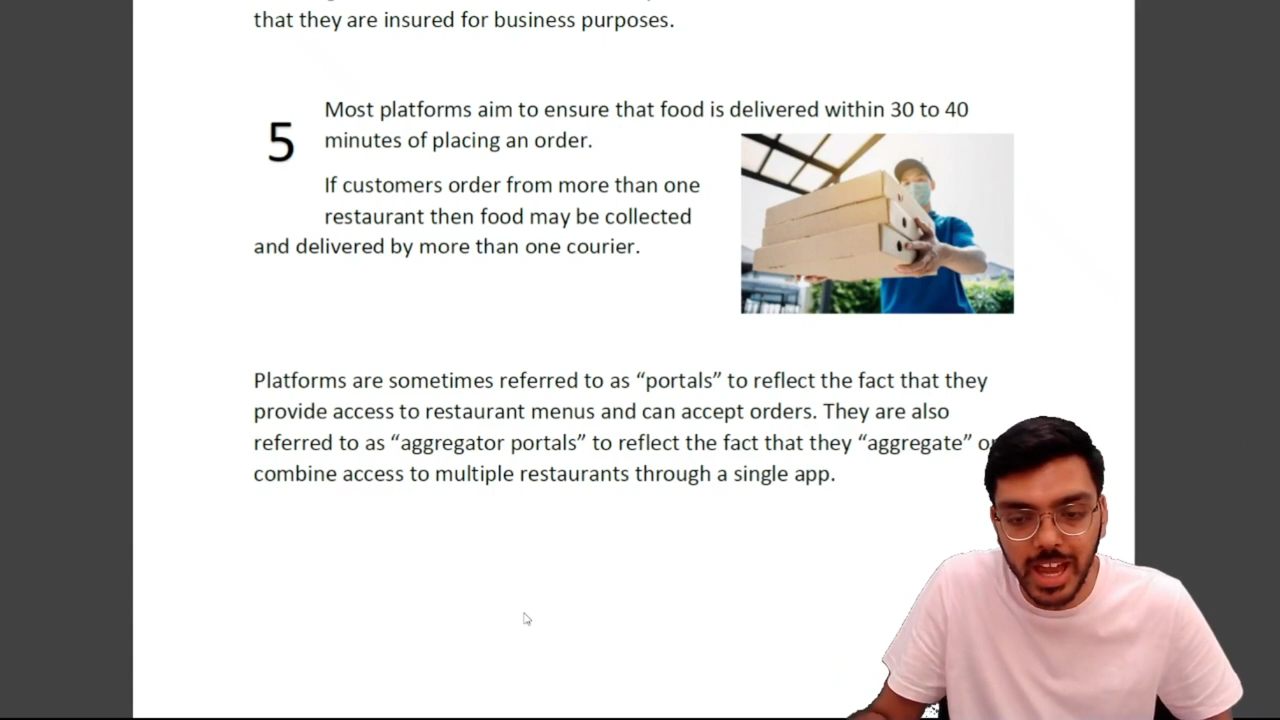 that they are insured for business purposes.
5
Most platforms aim to ensure that food is delivered within 30 to 40
minutes of placing an order.
If customers order from more than one
restaurant then food may be collected
and delivered by more than one courier.
Platforms are sometimes referred to as “portals” to reflect the fact that they
provide access to restaurant menus and can accept orders. They are also
referred to as “aggregator portals” to reflect the fact that they “aggregate”
combine access to multiple restaurants through a single app.